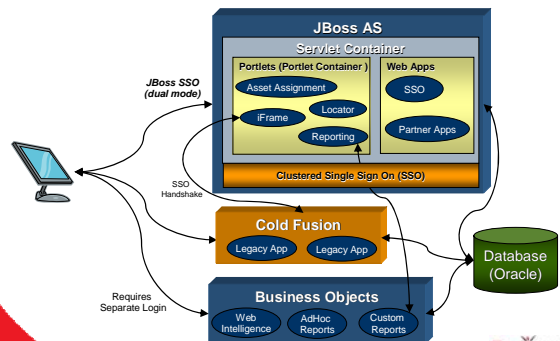 JBoss AS
Servlet Container
Portlets (Portlet Container )
Asset Assignment
Locator
iFrame
Reporting
Web Apps
SSO
Partner Apps
Clustered Single Sign On (SSO)
JBoss SSO
(dual mode)
SSO
Handshake
Cold Fusion
Legacy App
Legacy App
Database
(Oracle)
Requires
Separate Login
Business Objects
Web
Intelligence
AdHoc
Reports
Custom
Reports